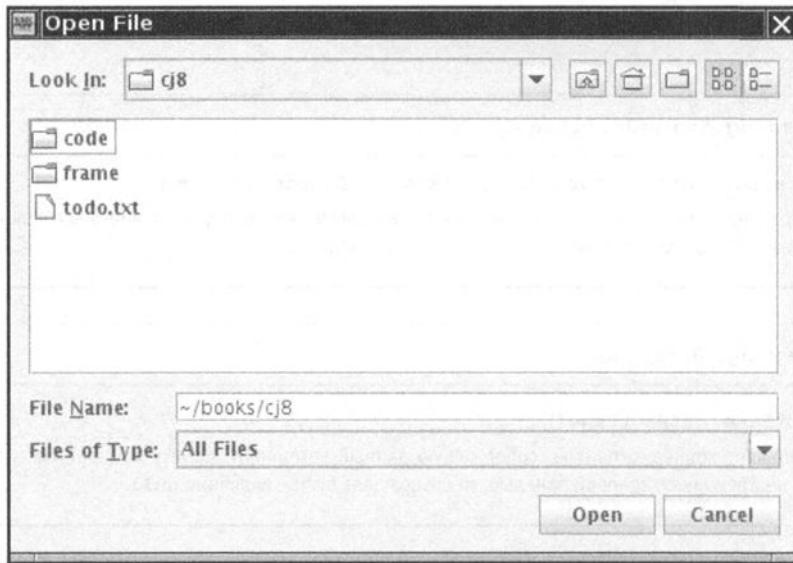 Open File
Look In: cj8
code
frame
todo.txt
File Name: ~/books/cj8
Files of Type: All Files
Open Cancel